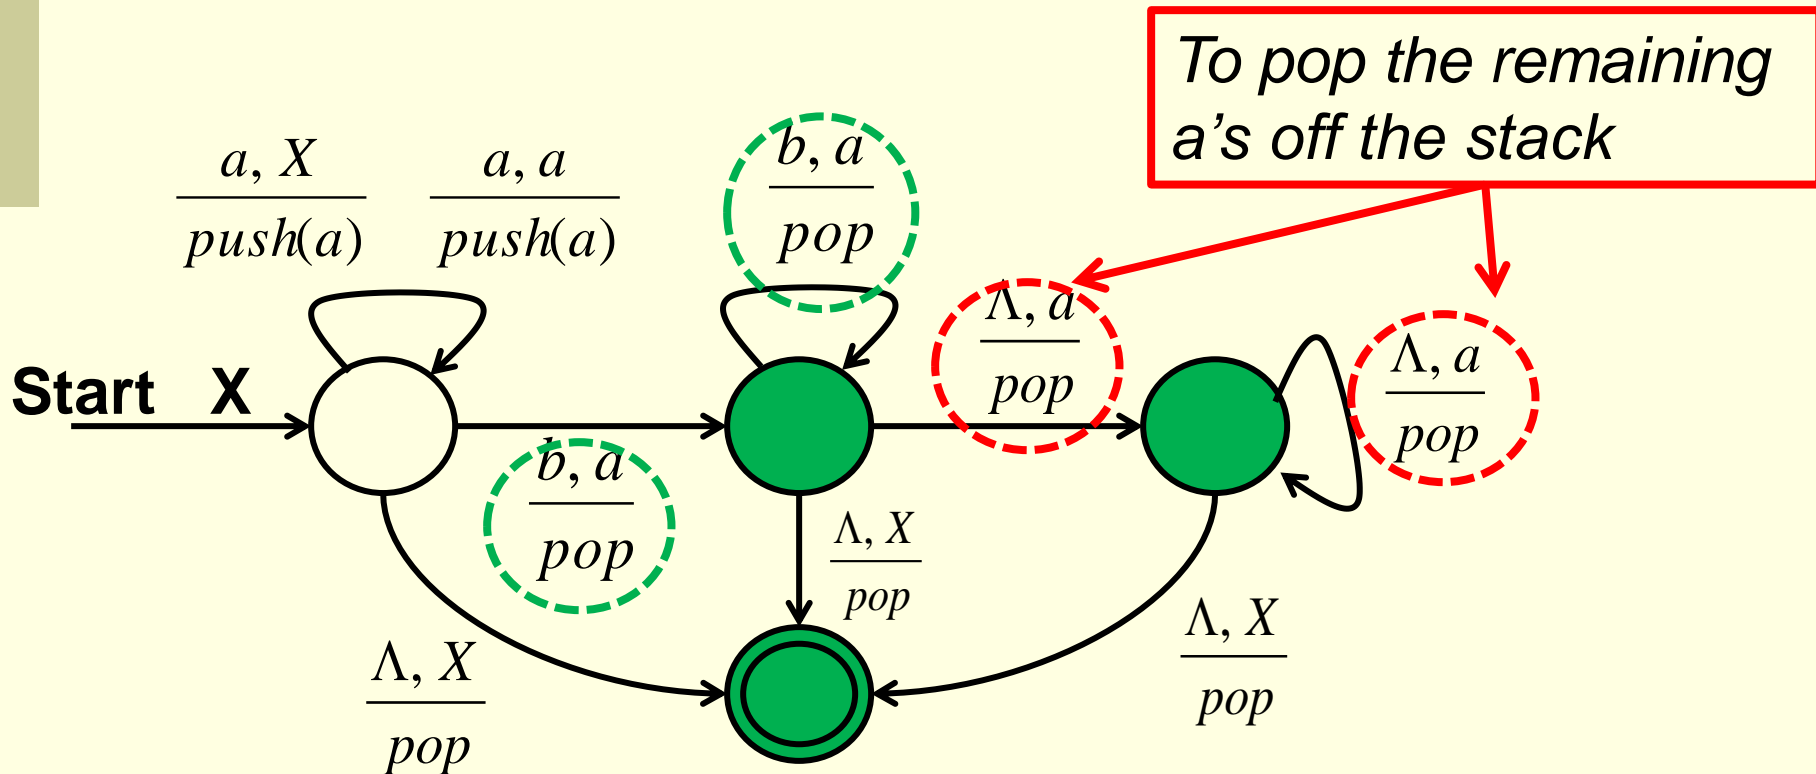 To pop the remaining
a's off the stack
a, X
push(a)
a, a
push(a)
b, a
pop
Λ, a
pop
Λ, a
pop
Start X
b, a
pop
Λ, X
pop
Λ, X
pop
Λ, X
pop